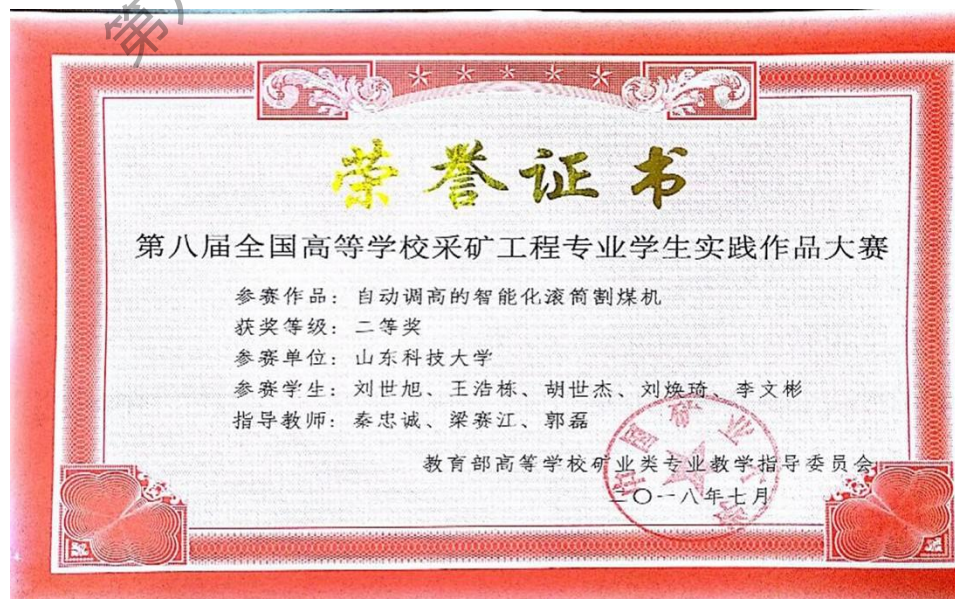 第
荣誉证书
第八届全国高等学校采矿工程专业学生实践作品大赛
参赛作品：自动调高的智能化滚筒割煤机
获奖等级：二等奖
参赛单位：山东科技大学
参赛学生：刘世旭、王浩栋、胡世杰、刘焕琦、李文彬
指导教师：秦忠诚、梁赛江、郭磊
教育部高等学校矿业类专业教学指导委员会
二〇一八年七月